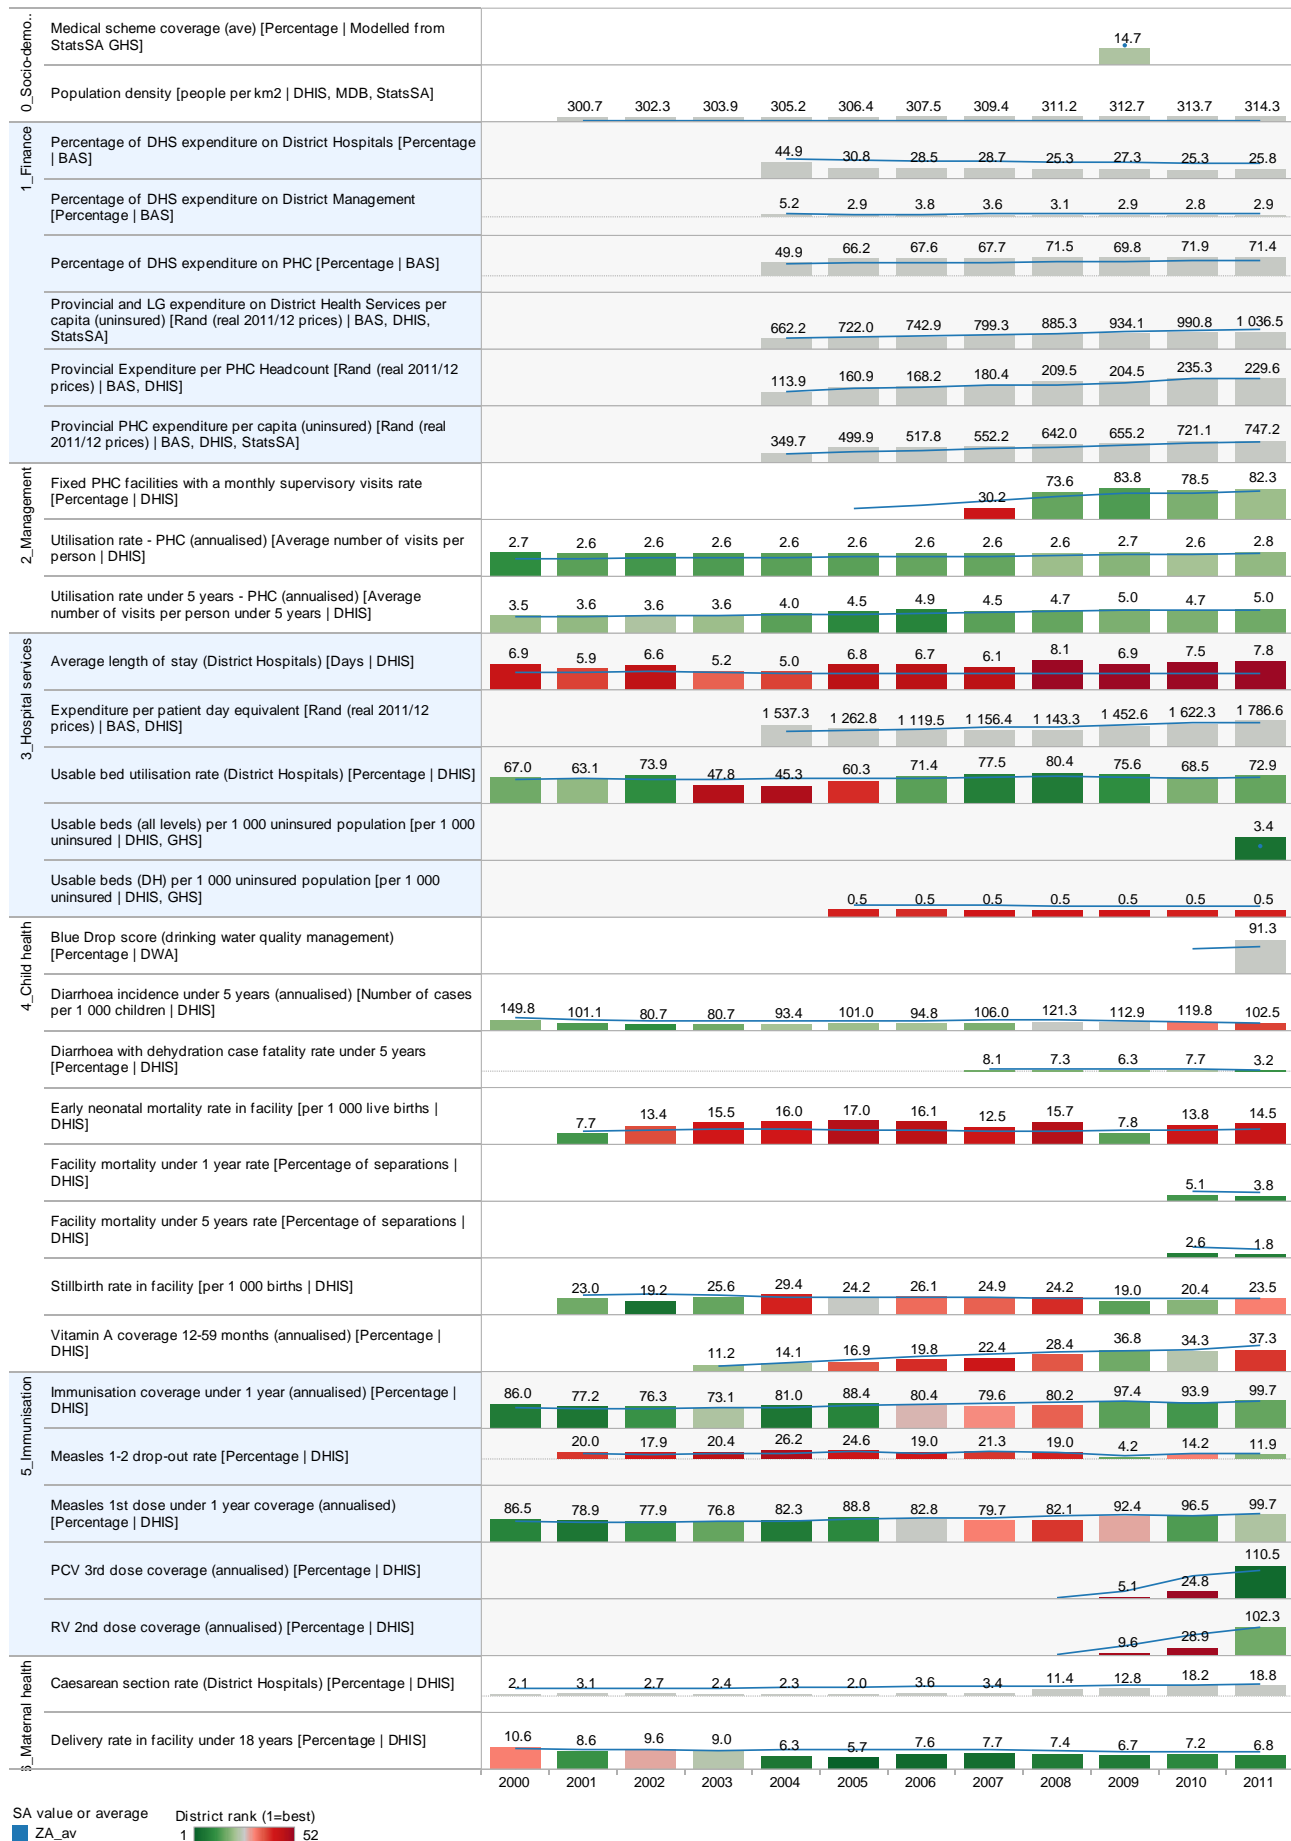 0_Socio-demo..
Medical scheme coverage (ave) [Percentage | Modelled from
StatsSA GHS]
14.7
Population density [people per km2 | DHIS, MDB, StatsSA]
300.7 302.3 303.9 305.2 306.4 307.5 309.4 311.2 312.7 313.7 314.3
1_Finance
Percentage of DHS expenditure on District Hospitals [Percentage
| BAS]
44.9 30.8 28.5 28.7 25.3 27.3 25.3 25.8
Percentage of DHS expenditure on District Management
[Percentage | BAS]
5.2 2.9 3.8 3.6 3.1 2.9 2.8 2.9
Percentage of DHS expenditure on PHC [Percentage | BAS]
49.9 66.2 67.6 67.7 71.5 69.8 71.9 71.4
Provincial and LG expenditure on District Health Services per
capita (uninsured) [Rand (real 2011/12 prices) | BAS, DHIS,
StatsSA]
662.2 722.0 742.9 799.3 885.3 934.1 990.8 1 036.5
Provincial Expenditure per PHC Headcount [Rand (real 2011/12
prices) | BAS, DHIS]
113.9 160.9 168.2 180.4 209.5 204.5 235.3 229.6
Provincial PHC expenditure per capita (uninsured) [Rand (real
2011/12 prices) | BAS, DHIS, StatsSA]
349.7 499.9 517.8 552.2 642.0 655.2 721.1 747.2
2_Management
Fixed PHC facilities with a monthly supervisory visits rate
[Percentage | DHIS]
30.2 73.6 83.8 78.5 82.3
Utilisation rate - PHC (annualised) [Average number of visits per
person | DHIS]
2.7 2.6 2.6 2.6 2.6 2.6 2.6 2.6 2.6 2.7 2.6 2.8
Utilisation rate under 5 years - PHC (annualised) [Average
number of visits per person under 5 years | DHIS]
3.5 3.6 3.6 3.6 4.0 4.5 4.9 4.5 4.7 5.0 4.7 5.0
3_Hospital services
Average length of stay (District Hospitals) [Days | DHIS]
6.9 5.9 6.6 5.2 5.0 6.8 6.7 6.1 8.1 6.9 7.5 7.8
Expenditure per patient day equivalent [Rand (real 2011/12
prices) | BAS, DHIS]
1 537.3 1 262.8 1 119.5 1 156.4 1 143.3 1 452.6 1 622.3 1 786.6
Usable bed utilisation rate (District Hospitals) [Percentage | DHIS]
67.0 63.1 73.9 47.8 45.3 60.3 71.4 77.5 80.4 75.6 68.5 72.9
Usable beds (all levels) per 1 000 uninsured population [per 1 000
uninsured | DHIS, GHS]
3.4
Usable beds (DH) per 1 000 uninsured population [per 1 000
uninsured | DHIS, GHS]
0.5 0.5 0.5 0.5 0.5 0.5 0.5
4_Child health
Blue Drop score (drinking water quality management)
[Percentage | DWA]
91.3
Diarrhoea incidence under 5 years (annualised) [Number of cases
per 1 000 children | DHIS]
149.8 101.1 80.7 80.7 93.4 101.0 94.8 106.0 121.3 112.9 119.8 102.5
Diarrhoea with dehydration case fatality rate under 5 years
[Percentage | DHIS]
8.1 7.3 6.3 7.7 3.2
Early neonatal mortality rate in facility [per 1 000 live births |
DHIS]
7.7 13.4 15.5 16.0 17.0 16.1 12.5 15.7 7.8 13.8 14.5
Facility mortality under 1 year rate [Percentage of separations |
DHIS]
5.1 3.8
Facility mortality under 5 years rate [Percentage of separations |
DHIS]
2.6 1.8
Stillbirth rate in facility [per 1 000 births | DHIS]
23.0 19.2 25.6 29.4 24.2 26.1 24.9 24.2 19.0 20.4 23.5
Vitamin A coverage 12-59 months (annualised) [Percentage |
DHIS]
11.2 14.1 16.9 19.8 22.4 28.4 36.8 34.3 37.3
5_Immunisation
Immunisation coverage under 1 year (annualised) [Percentage |
DHIS]
86.0 77.2 76.3 73.1 81.0 88.4 80.4 79.6 80.2 97.4 93.9 99.7
Measles 1-2 drop-out rate [Percentage | DHIS]
20.0 17.9 20.4 26.2 24.6 19.0 21.3 19.0 4.2 14.2 11.9
Measles 1st dose under 1 year coverage (annualised)
[Percentage | DHIS]
86.5 78.9 77.9 76.8 82.3 88.8 82.8 79.7 82.1 92.4 96.5 99.7
PCV 3rd dose coverage (annualised) [Percentage | DHIS]
5.1 24.8 110.5
RV 2nd dose coverage (annualised) [Percentage | DHIS]
9.6 28.9 102.3
6_Maternal health
Caesarean section rate (District Hospitals) [Percentage | DHIS]
2.1 3.1 2.7 2.4 2.3 2.0 3.6 3.4 11.4 12.8 18.2 18.8
Delivery rate in facility under 18 years [Percentage | DHIS]
10.6 8.6 9.6 9.0 6.3 5.7 7.6 7.7 7.4 6.7 7.2 6.8
2000 2001 2002 2003 2004 2005 2006 2007 2008 2009 2010 2011
SA value or average
ZA_av
District rank (1=best)
1 52